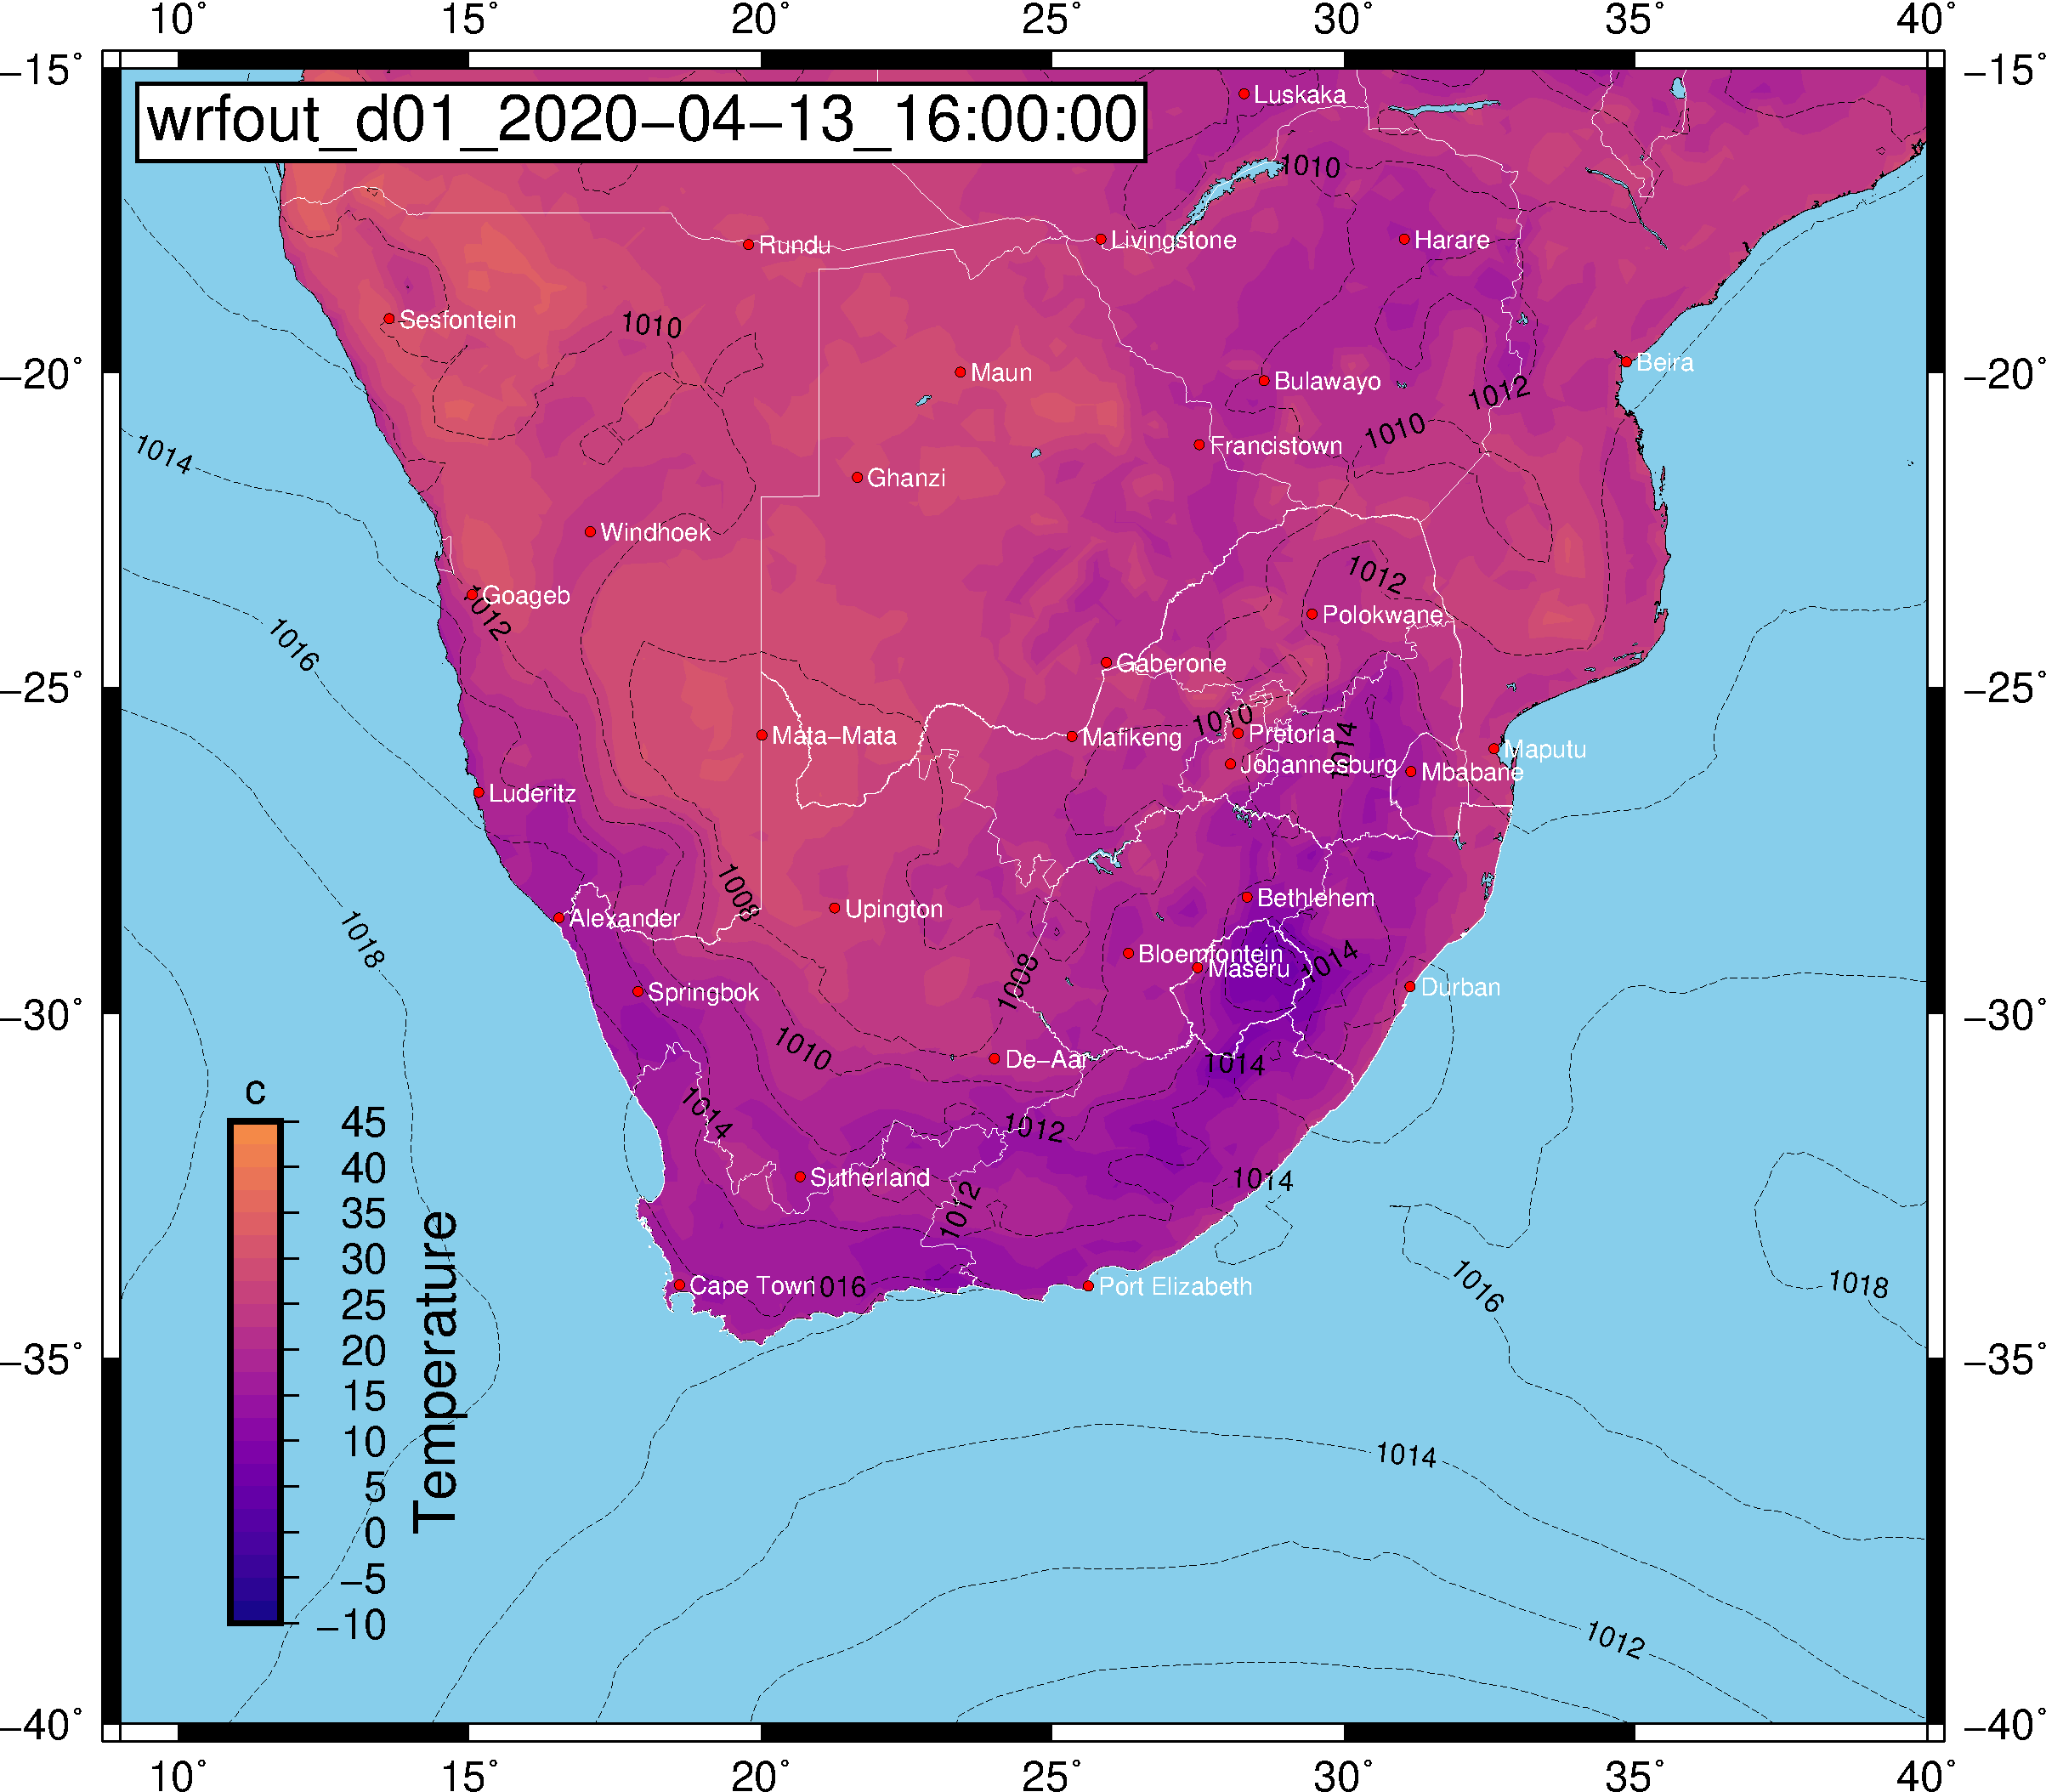 10° 15° 20° 25° 30° 35° 40°
−15° −15°
wrfout_d01_2020−04−13_16:00:00
Luskaka
1010
Rundu
Livingstone
Harare
Sesfontein
1010
Beira
−20° −20°
Maun
Bulawayo
1012
1010
1014
Francistown
Ghanzi
Windhoek
1012
Goageb
1012
Polokwane
1016
Gaberone
−25° −25°
1010
Mata−Mata
Mafikeng
Pretoria
1014
Maputu
Johannesburg
Mbabane
Luderitz
1008
Bethlehem
Upington
Alexander
1018
Bloemfontein
Maseru
1014
1008
Durban
Springbok
−30° −30°
1010
De−Aar
1014
1014
1012
Sutherland
1014
1012
Cape Town
1016
Port Elizabeth
1016
1018
c
45
40
35
30
25
20
15
10
5
0
−5
−10
Temperature
−35° −35°
1014
1012
−40° −40°
10° 15° 20° 25° 30° 35° 40°